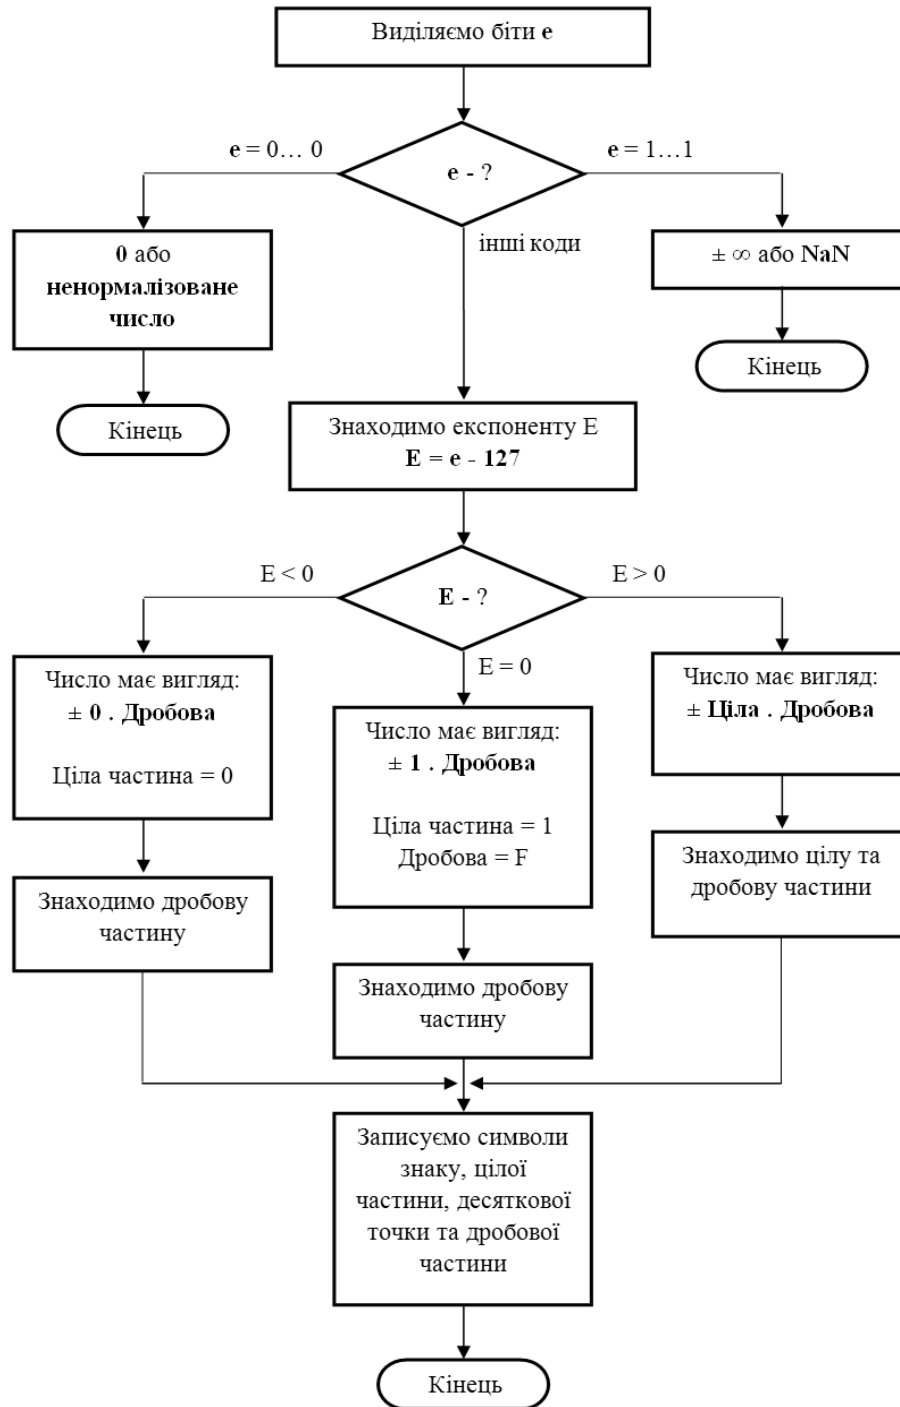 Виділяємо біти e
e = 0… 0
e = 1…1
e - ?
інші коди
0 або
ненормалізоване
число
± ∞ або NaN
Кінець
Кінець
Знаходимо експоненту E
E = e - 127
E < 0
E > 0
E - ?
E = 0
Число має вигляд:
± 0 . Дробова
Ціла частина = 0
Число має вигляд:
± 1 . Дробова
Ціла частина = 1
Дробова = F
Число має вигляд:
± Ціла . Дробова
Знаходимо дробову
частину
Знаходимо цілу та
дробову частини
Знаходимо дробову
частину
Записуємо символи
знаку, цілої
частини, десяткової
точки та дробової
частини
Кінець